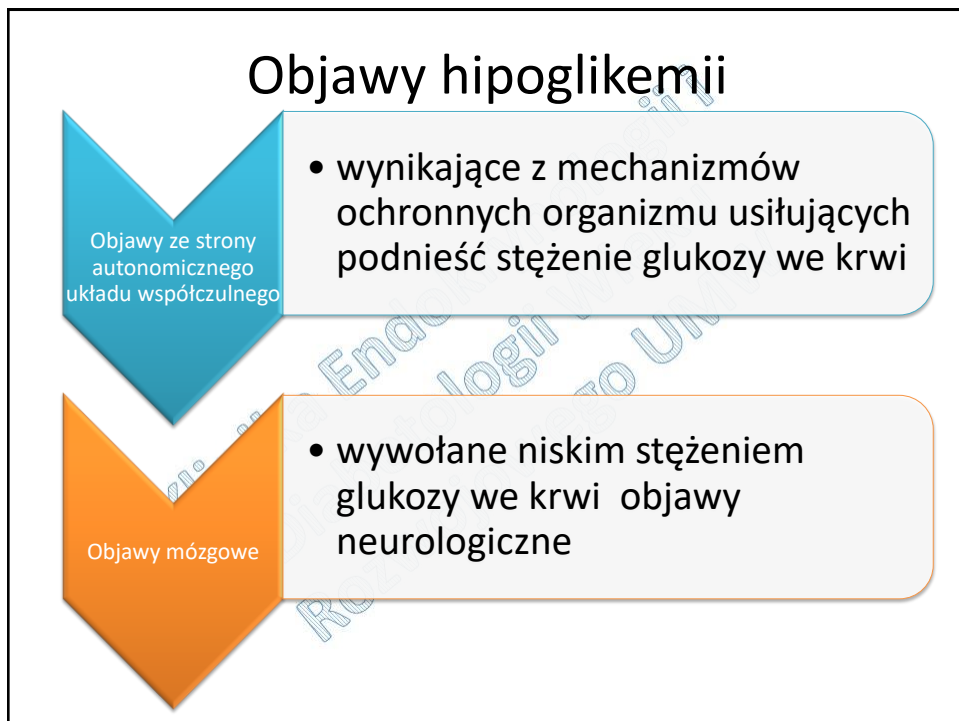 Objawy hipoglikemii
Objawy ze strony
autonomicznego
układu współczulnego
• wynikające z mechanizmów
ochronnych organizmu usiłujących
podnieść stężenie glukozy we krwi
Objawy mózgowe
• wywołane niskim stężeniem
glukozy we krwi  objawy
neurologiczne